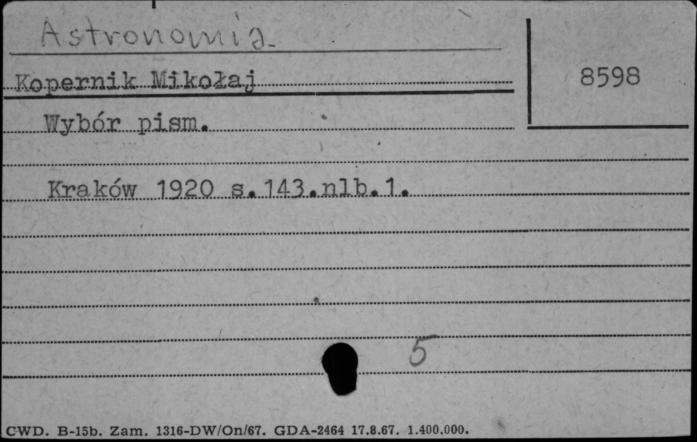 Astronomia
Kopernik Mikołaj
8598
Wybór pism.
Kraków 1920 s.143.nlb.1.
5
CWD. B-15b. Zam. 1316-DW/On/67. GDA-2464 17.8.67. 1.400.000.